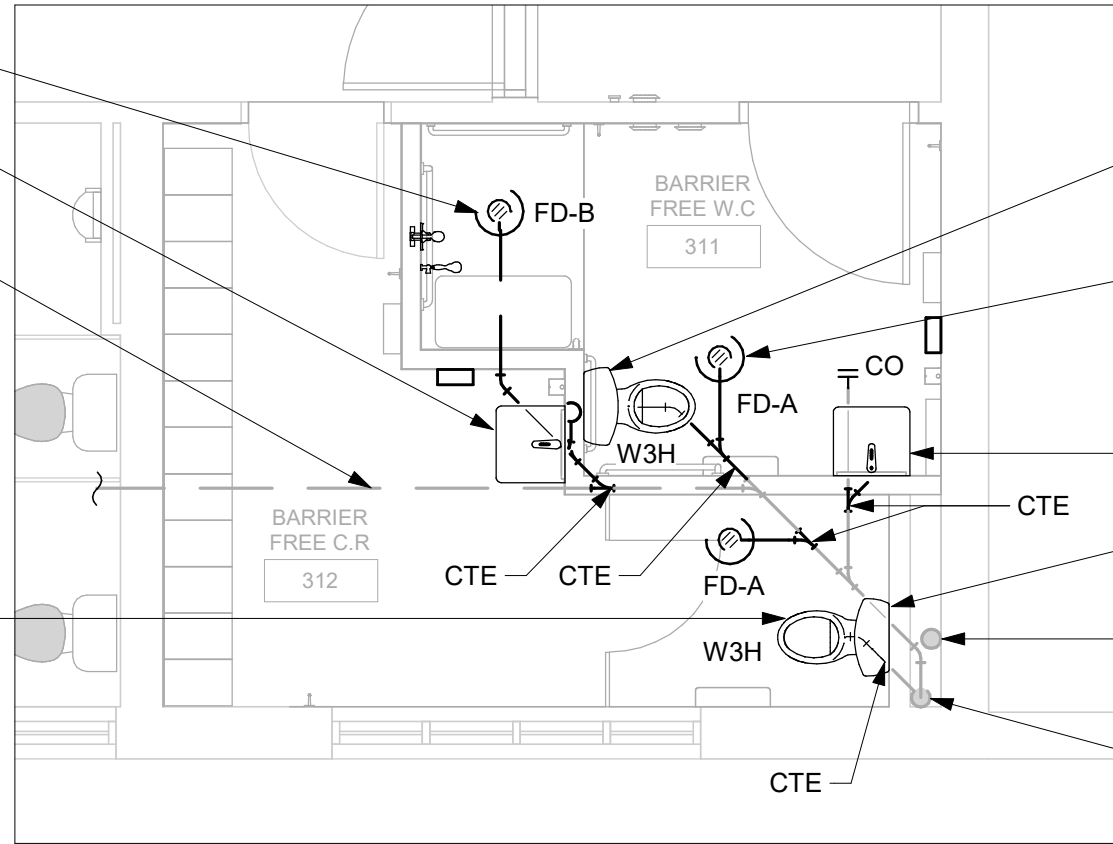 BARRIER
FREE W.C
311
FD-B
CO
FD-A
W3H
CTE
BARRIER
FREE C.R
312
CTE
CTE
FD-A
W3H
CTE